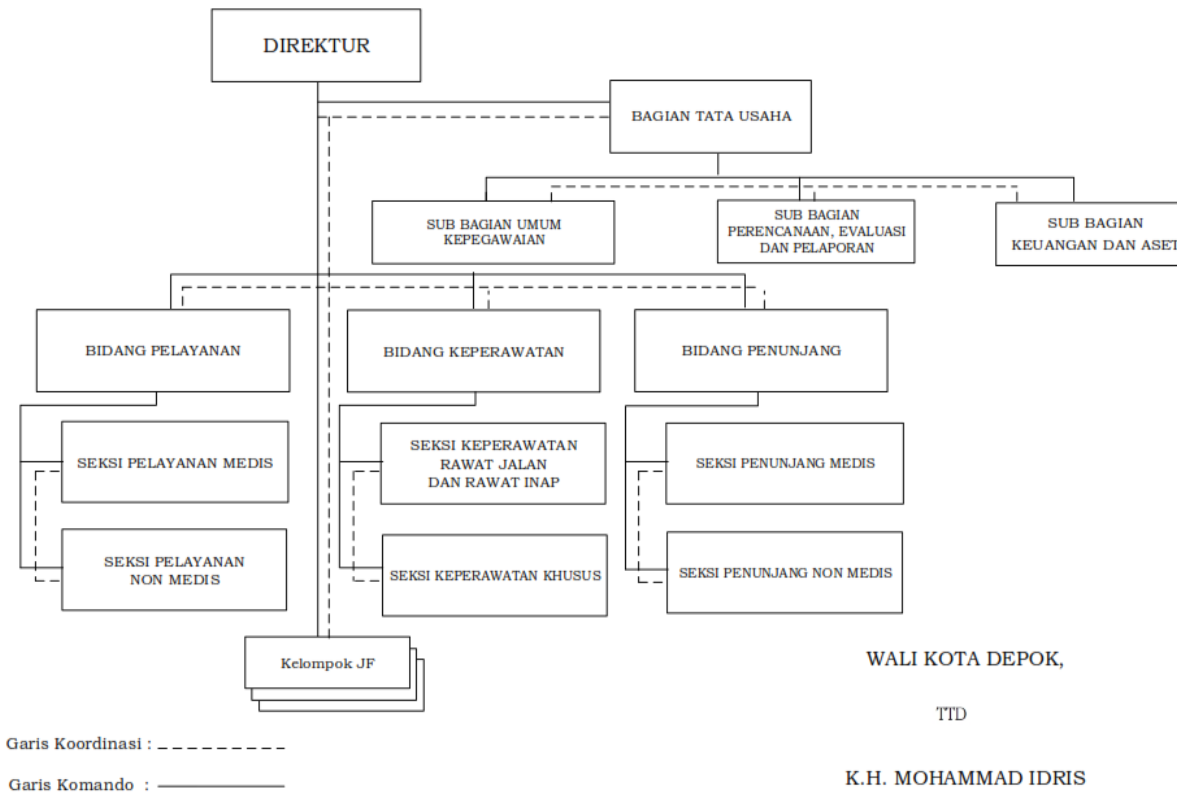 DIREKTUR
BAGIAN TATA USAHA
SUB BAGIAN UMUM
KEPEGAWAIAN
SUB BAGIAN
PERENCANAAN, EVALUASI
DAN PELAPORAN
SUB BAGIAN
KEUANGAN DAN ASET
BIDANG PELAYANAN
BIDANG KEPERAWATAN
BIDANG PENUNJANG
SEKSI PELAYANAN MEDIS
SEKSI KEPERAWATAN
RAWAT JALAN
DAN RAWAT INAP
SEKSI PENUNJANG MEDIS
SEKSI PELAYANAN
NON MEDIS
SEKSI KEPERAWATAN KHUSUS
SEKSI PENUNJANG NON MEDIS
Kelompok JF
WALI KOTA DEPOK,
TTD
K.H. MOHAMMAD IDRIS
Garis Koordinasi :
Garis Komando :